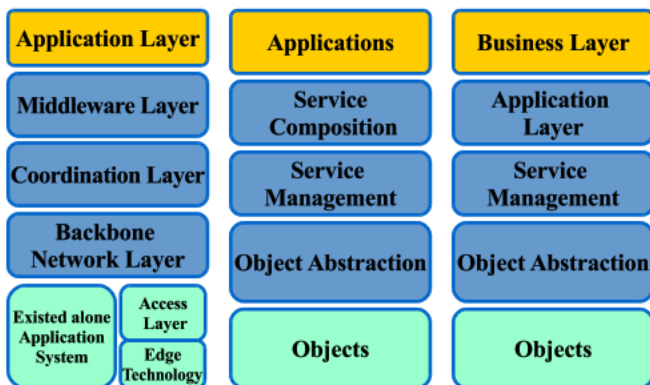 Application Layer
Middleware Layer
Coordination Layer
Backbone
Network Layer
Existed alone
Application
System
Access
Layer
Edge
Technology
Applications
Service
Composition
Service
Management
Object Abstraction
Objects
Business Layer
Application
Layer
Service
Management
Object Abstraction
Objects